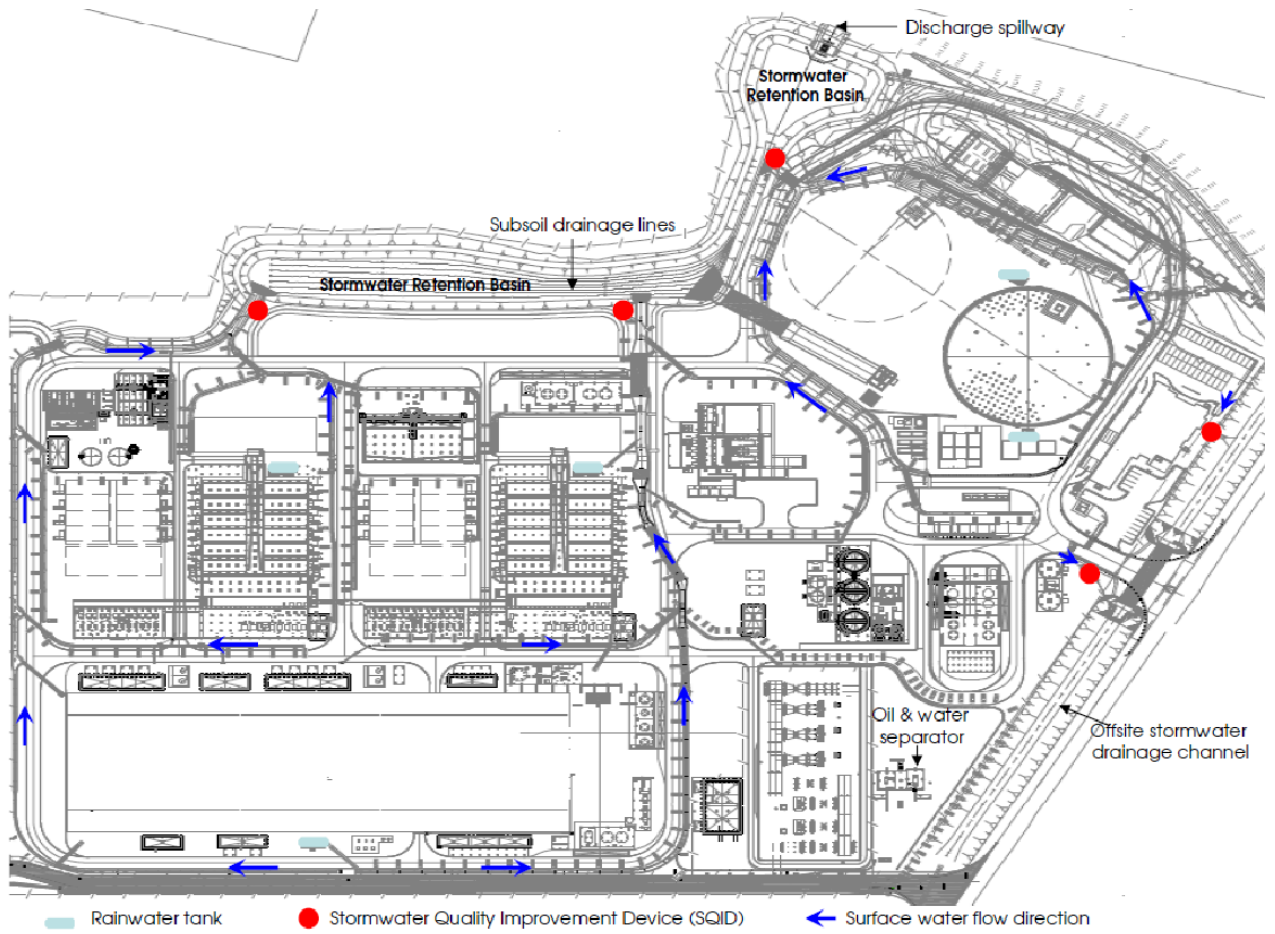 Discharge spillway
Stormwater
Retention Basin
Subsoil drainage lines
Stormwater Retention Basin
Oil & water
separator
Offsite stormwater
drainage channel
Rainwater tank
Stormwater Quality Improvement Device (SQID)
Surface water flow direction